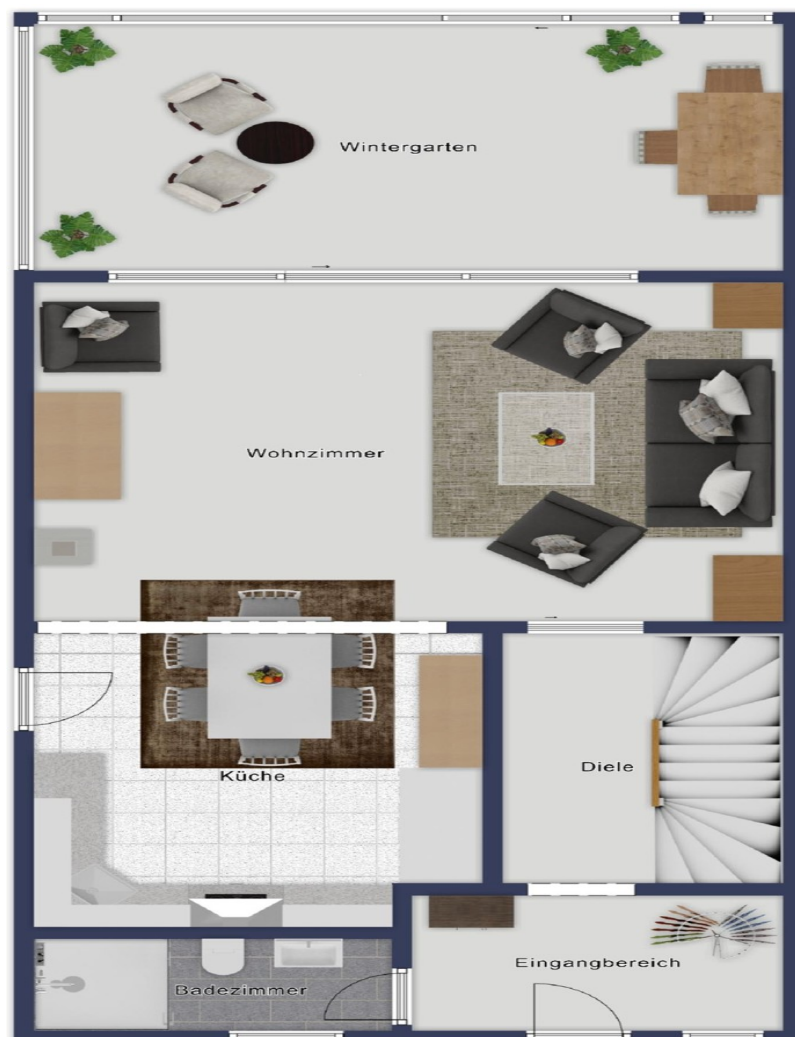 Wintergarten
Wohnzimmer
Küche
Diele
Eingangbereich
Badezimmer